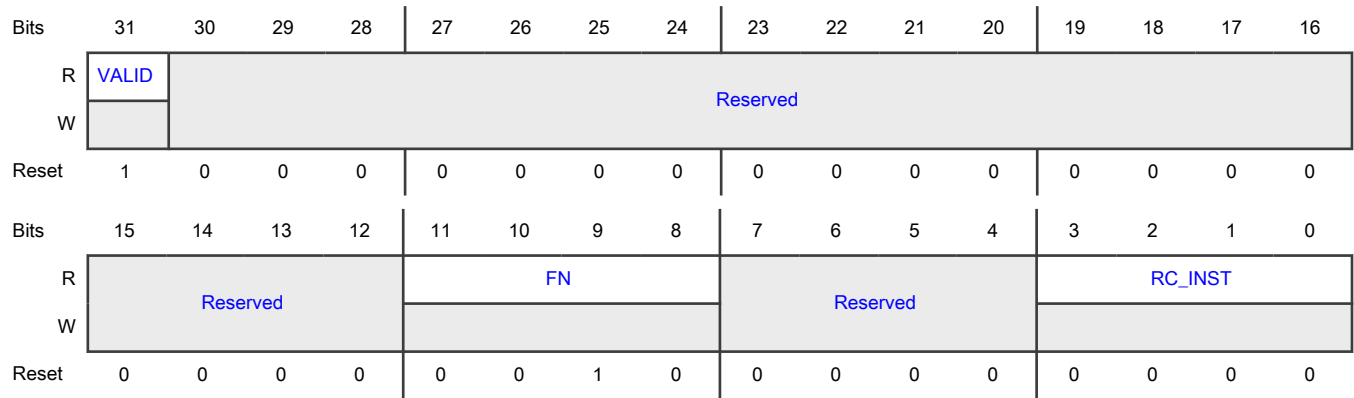 Bits 31 30 29 28 27 26 25 24 23 22 21 20 19 18 17 16
R VALID
Reserved
W
Reset 1 0 0 0 0 0 0 0 0 0 0 0 0 0 0 0
Bits 15 14 13 12 11 10 9 8 7 6 5 4 3 2 1 0
R FN RC_INST
Reserved Reserved
W
Reset 0 0 0 0 0 0 1 0 0 0 0 0 0 0 0 0